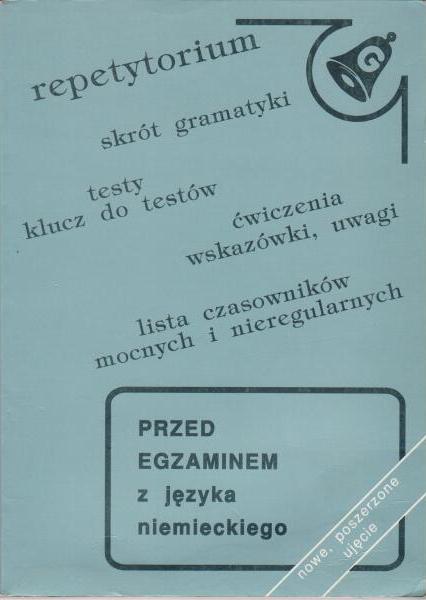 repetytorium
skrót gramatyki
testy
klucz do testów
ćwiczenia
wskazówki, uwagi
lista czasowników
mocnych i nieregularnych
PRZED
EGZAMINEM
z języka
niemieckiego
nowe, poszerzone
ujęcie
G